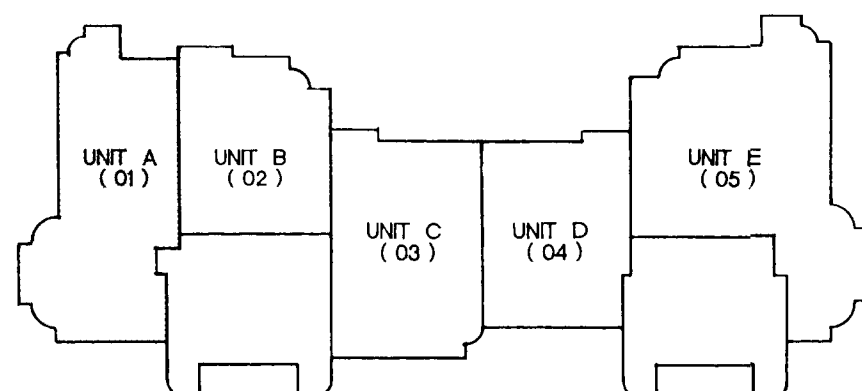 UNIT A
( 01 )
UNIT B
( 02 )
UNIT C
( 03 )
UNIT D
( 04 )
UNIT E
( 05 )